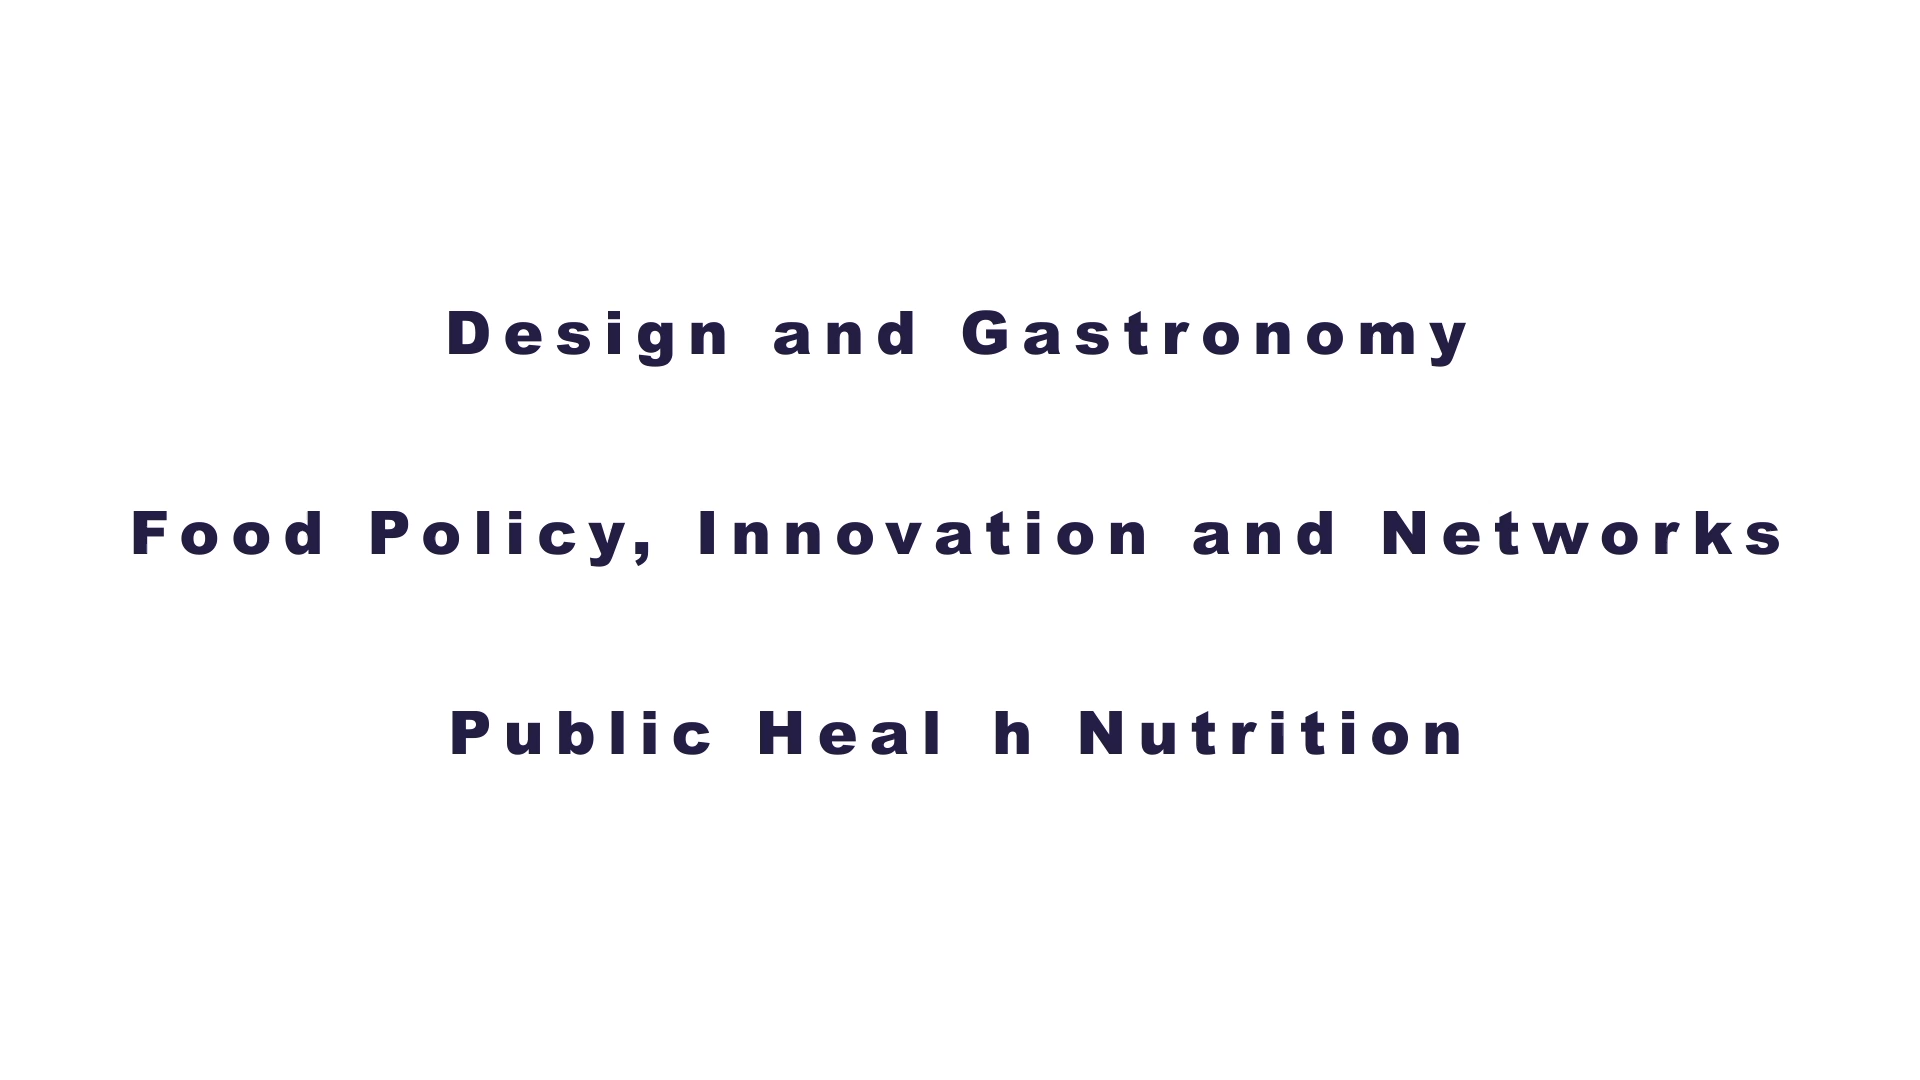 Design and Gastronomy
Food Policy, Innovation and Networks
Public Heal h Nutrition